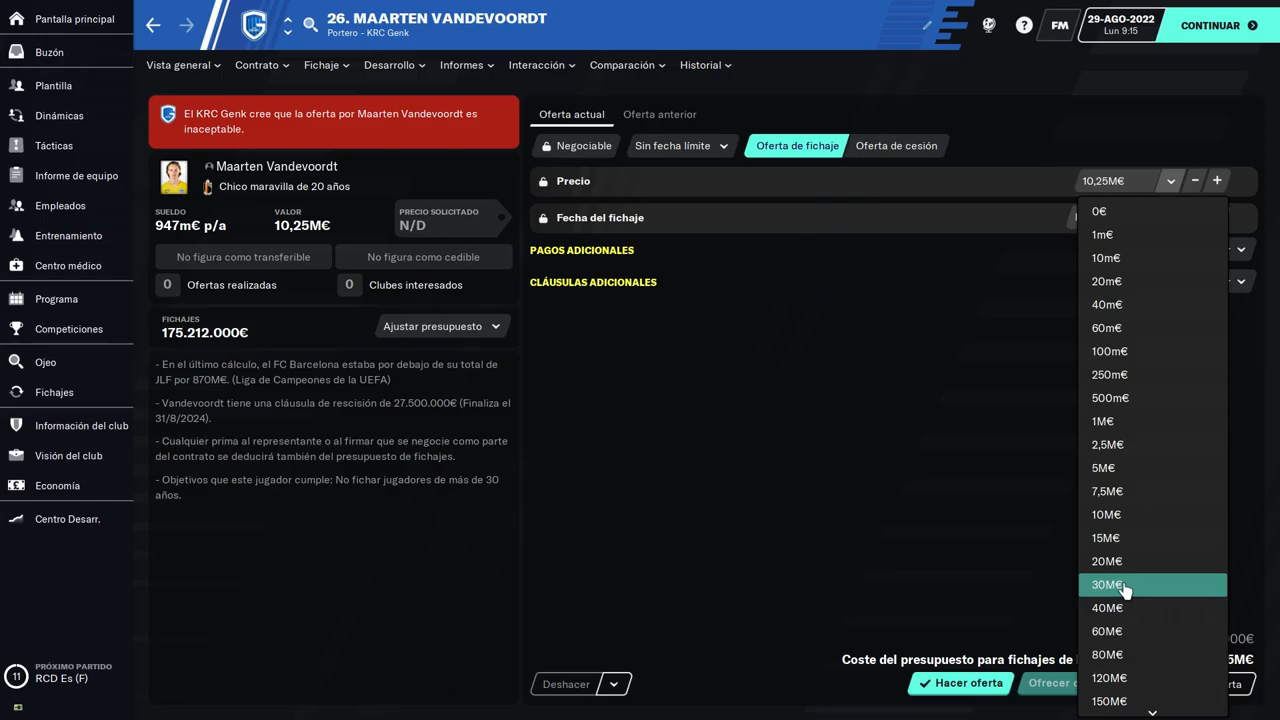 Pantalla principal
Buzón
Plantilla
Dinámicas
Tácticas
Informe de equipo
Empleados
Entrenamiento
Centro médico
Programa
Competiciones
Ojeo
Fichajes
Información del club
Visión del club
Economía
Centro Desarr.
11
PRÓXIMO PARTIDO
RCD Es (F)
26. MAARTEN VANDEVOORDT
Portero - KRC Genk
FM
29-AGO-2022
Lun 9:15
CONTINUAR
Vista general
Contrato
Fichaje
Desarrollo
Informes
Interacción
Comparación
Historial
El KRC Genk cree que la oferta por Maarten Vandevoordt es
inaceptable.
Maarten Vandevoordt
Chico maravilla de 20 años
SUELDO
947m€ p/a
VALOR
10,25M€
PRECIO SOLICITADO
N/D
No figura como transferible
No figura como cedible
0 Ofertas realizadas
0 Clubes interesados
FICHAJES
175.212.000€
Ajustar presupuesto
- En el último cálculo, el FC Barcelona estaba por debajo de su total de
JLF por 870M€. (Liga de Campeones de la UEFA)
- Vandevoordt tiene una cláusula de rescisión de 27.500.000€ (Finaliza el
31/8/2024).
- Cualquier prima al representante o al firmar que se negocie como parte
del contrato se deducirá también del presupuesto de fichajes.
- Objetivos que este jugador cumple: No fichar jugadores de más de 30
años.
Oferta actual
Oferta anterior
Negociable
Sin fecha límite
Oferta de fichaje
Oferta de cesión
Precio
10,25M€
Fecha del fichaje
PAGOS ADICIONALES
CLÁUSULAS ADICIONALES
0€
1m€
10m€
20m€
40m€
60m€
100m€
250m€
500m€
1M€
2,5M€
5M€
7,5M€
10M€
15M€
20M€
30M€
40M€
60M€
80M€
120M€
150M€
Coste del presupuesto para fichajes de
Deshacer
Hacer oferta
Ofrecer